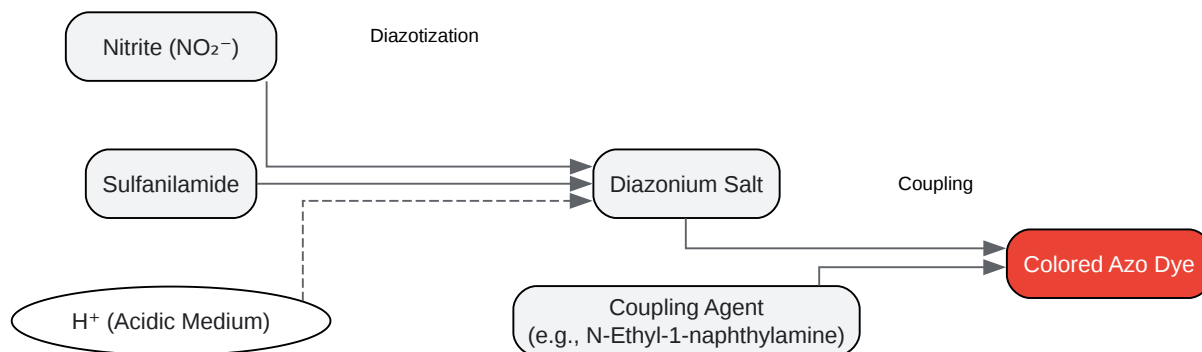 Nitrite (NO₂⁻)
Diazotization
Sulfanilamide
Diazonium Salt
Coupling
Colored Azo Dye
H⁺ (Acidic Medium)
Coupling Agent
(e.g., N-Ethyl-1-naphthylamine)